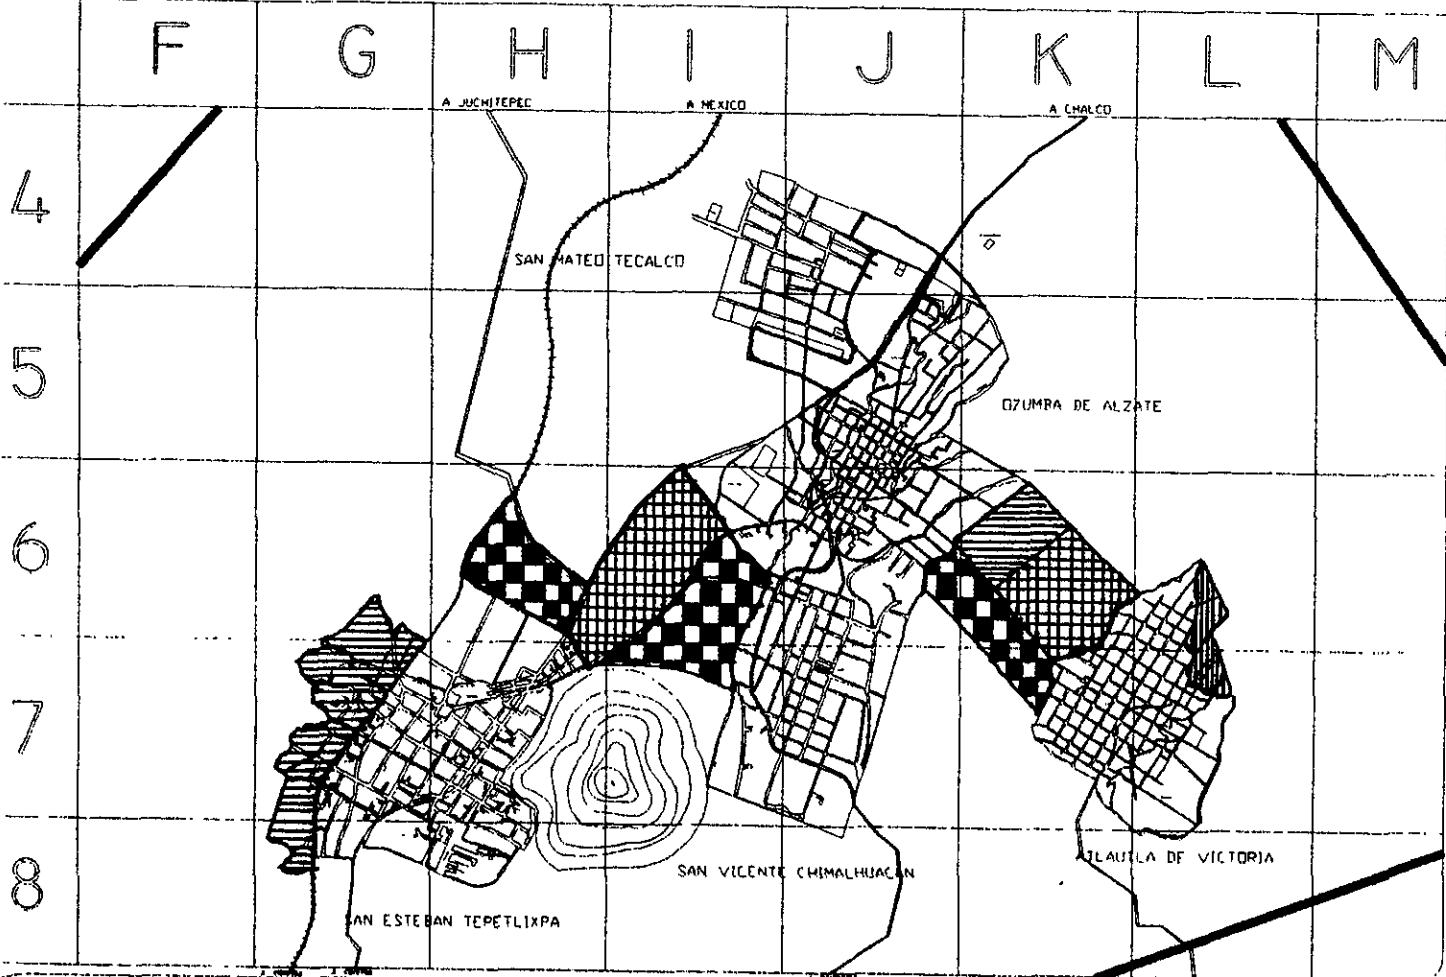 F G H I J K L M
A JUCHITEPEC
A MEXICO
A CHALCO
4
SAN MATEO TECALCO
5
OZUMBA DE ALZATE
6
7
8
SAN VICENTE CHIMALHUACAN
ATLAUTLA DE VICTORIA
SAN ESTEBAN TEPETLIXPA